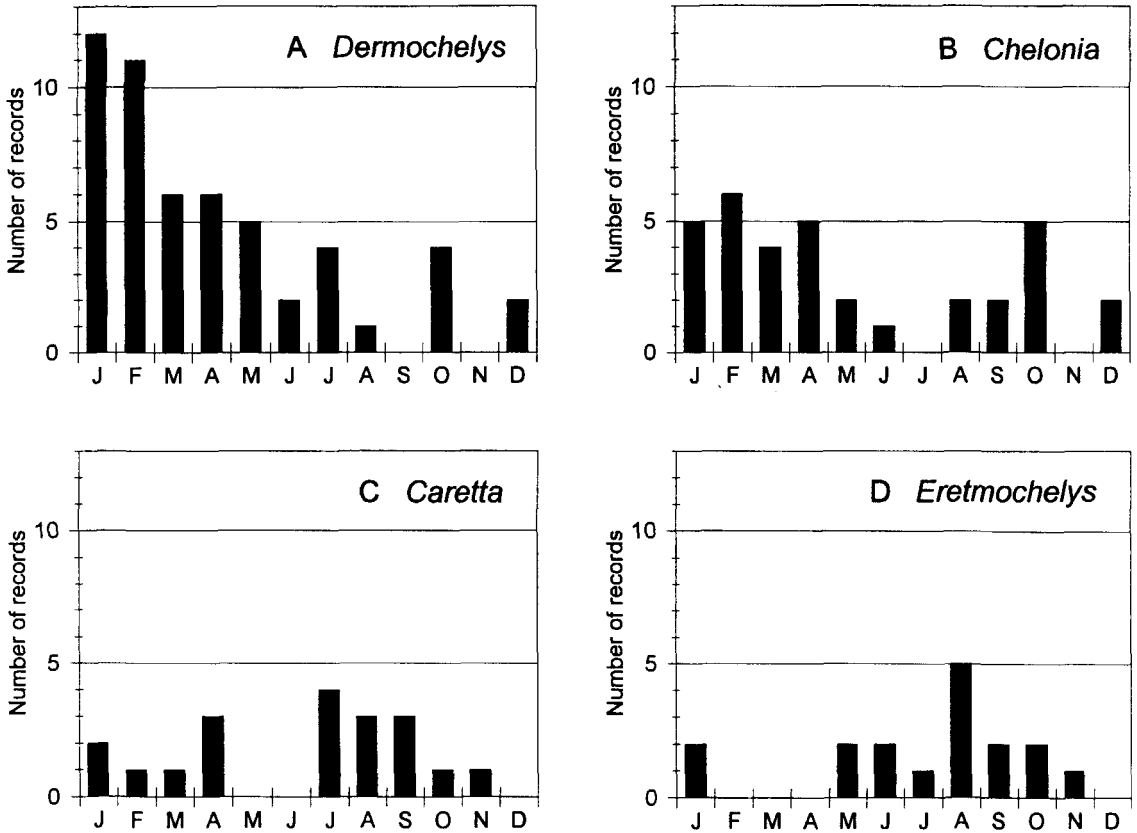 A Dermochelys
Number of records
10
5
0
J F M A M J J A S O N D
B Chelonia
Number of records
10
5
0
J F M A M J J A S O N D
C Caretta
Number of records
10
5
0
J F M A M J J A S O N D
D Eretmochelys
Number of records
10
5
0
J F M A M J J A S O N D